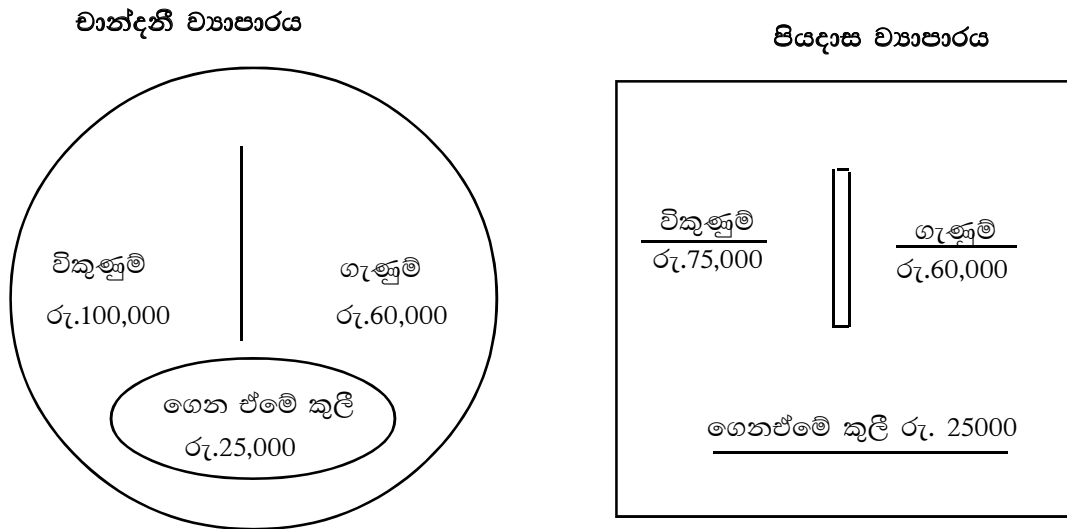 චාන්දනී ව්‍යාපාරය
විකුණුම්
රු.100,000
ගැණුම්
රු.60,000
ගෙන ඒමේ කුලී
රු.25,000
පියදාස ව්‍යාපාරය
විකුණුම්
රු.75,000
ගැණුම්
රු.60,000
ගෙනඒමේ කුලී රු. 25000